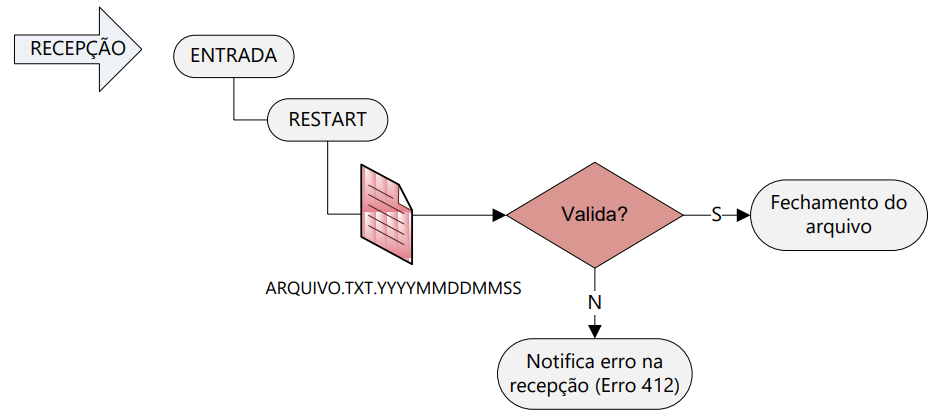 RECEPÇÃO
ENTRADA
RESTART
Valida?
S
Fechamento do
arquivo
ARQUIVO.TXT.YYYYMMDDMMSS
N
Notifica erro na
recepção (Erro 412)